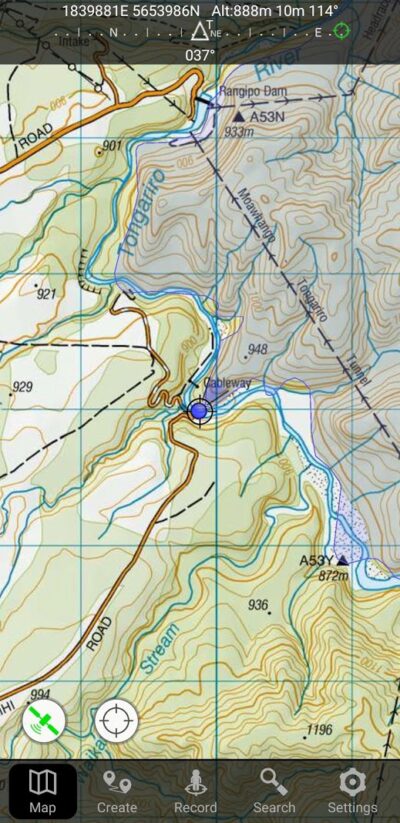 1839881E 5653986N Alt:888m 10m 114°
N T NE E
037°
Intake
River
Rangipo Dam
A53N
933m
ROAD
901
900
Tongariro
Moawhango
921
Tongariro
948
Tunnel
929
Cableway
A53Y
872m
936
ROAD
Stream
994
1196
Map
Create
Record
Search
Settings